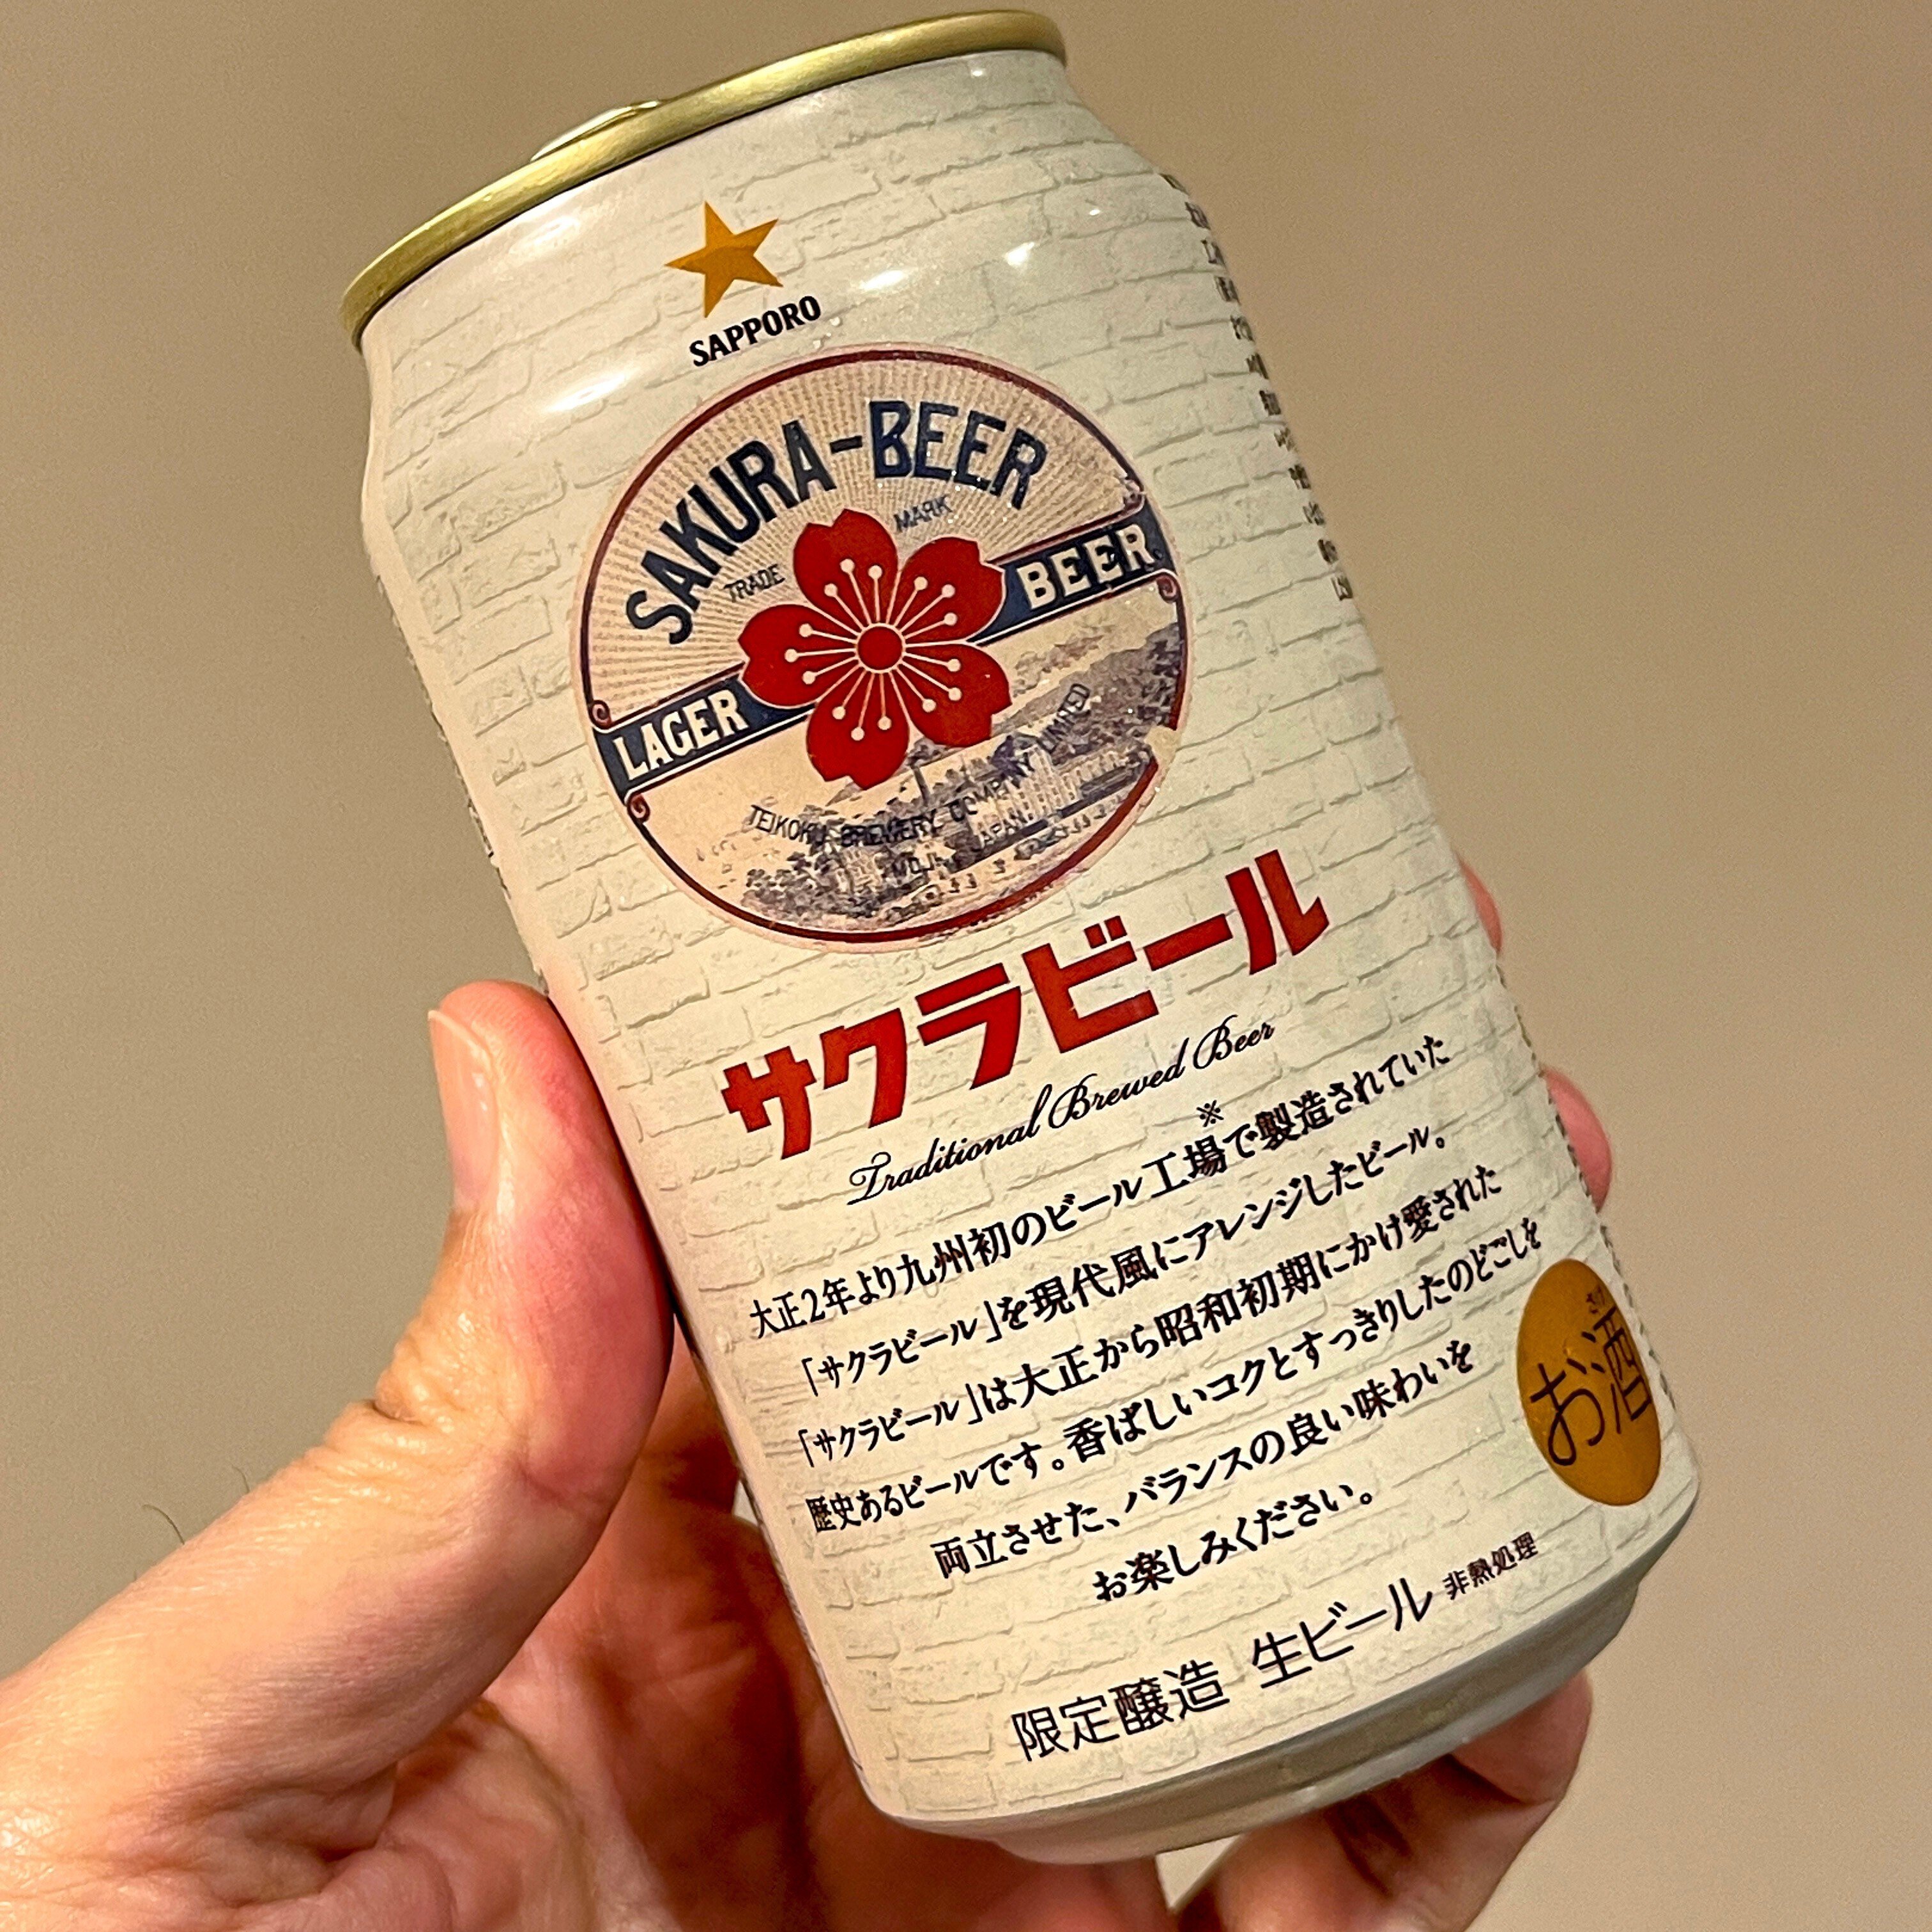 SAPPORO
SAKURA-BEER
TRADE MARK
LAGER BEER
TEIKOKU BREWERY COMPANY LIMITED
MOJI JAPAN
サクラビール
Traditional Brewed Beer
大正2年より九州初のビール工場※で製造されていた
「サクラビール」を現代風にアレンジしたビール。
「サクラビール」は大正から昭和初期にかけ愛された
歴史あるビールです。香ばしいコクとすっきりしたのどごしを
両立させた、バランスの良い味わいを
お楽しみください。
さけ
お酒
限定醸造 生ビール 非熱処理